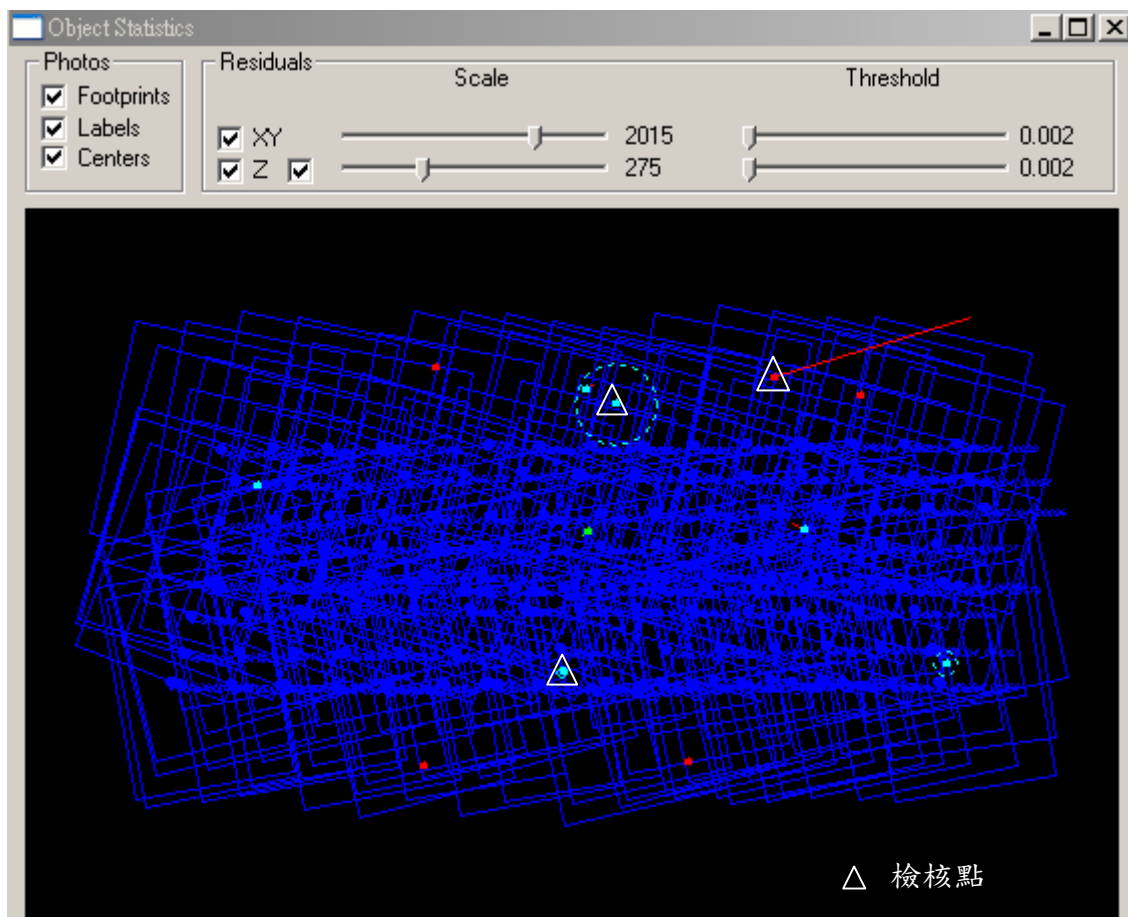 Object Statistics
Photos
Footprints
Labels
Centers
Residuals
Scale
Threshold
XY
2015
0.002
Z
275
0.002
檢核點